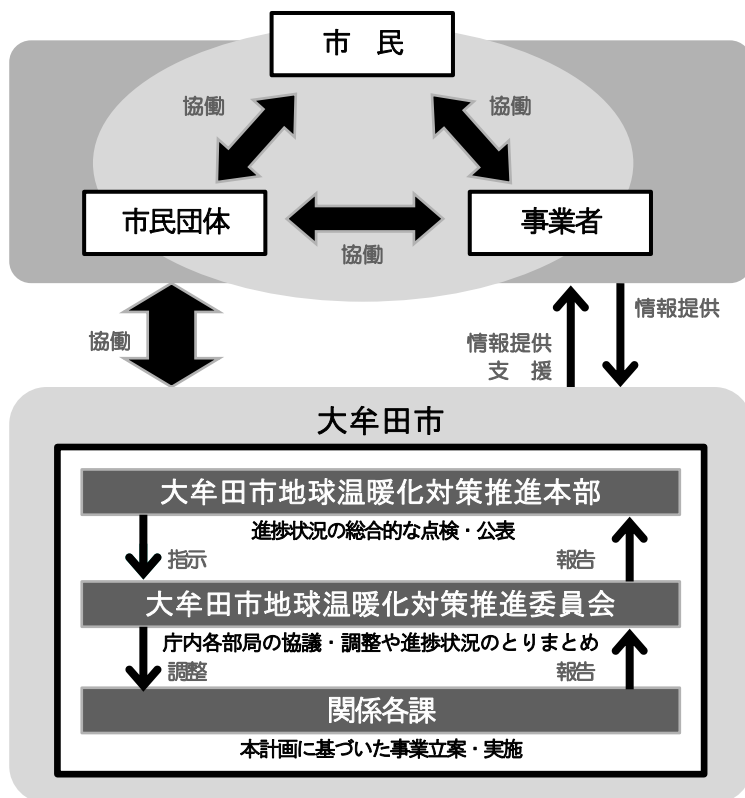 市　民
協働
協働
市民団体
事業者
協働
協働
情報提供
支　援
情報提供
大牟田市
大牟田市地球温暖化対策推進本部
進捗状況の総合的な点検・公表
指示
報告
大牟田市地球温暖化対策推進委員会
庁内各部局の協議・調整や進捗状況のとりまとめ
調整
報告
関係各課
本計画に基づいた事業立案・実施